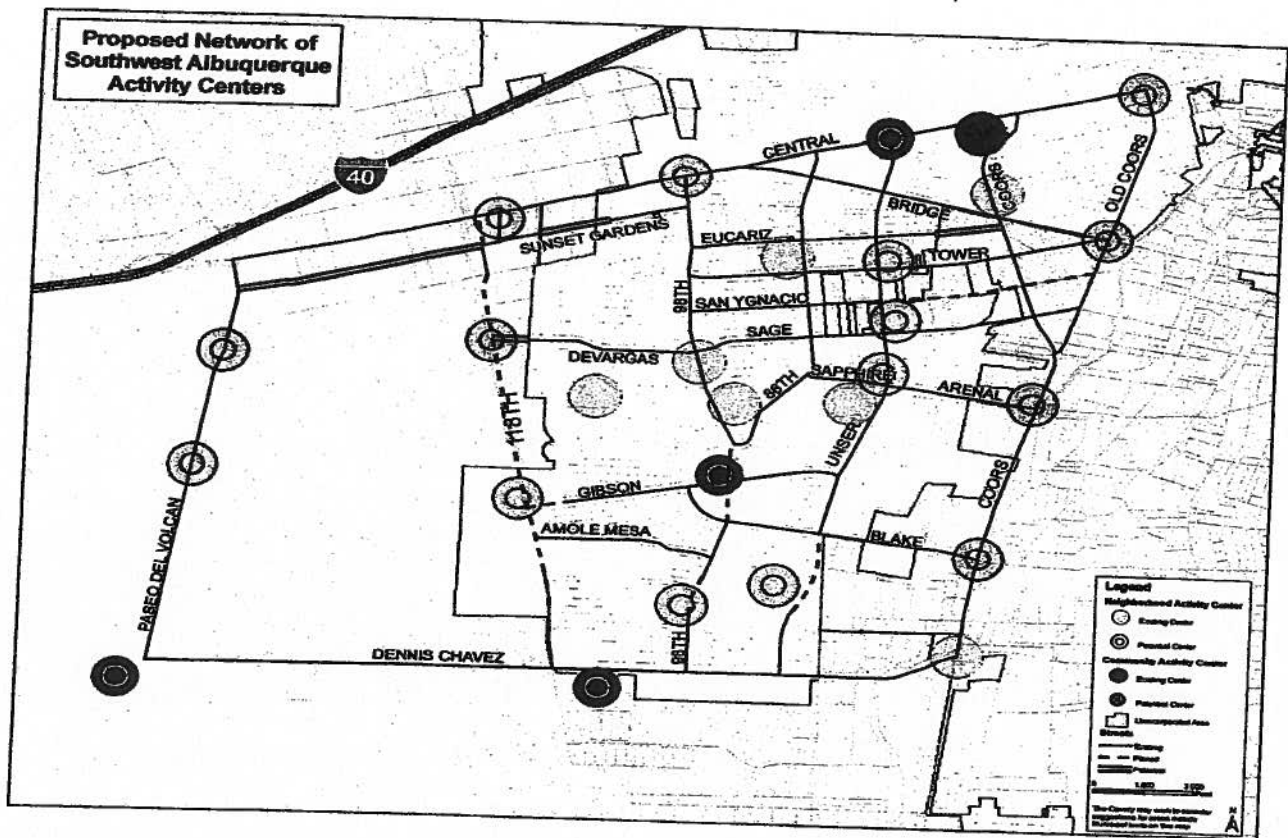 Proposed Network of
Southwest Albuquerque
Activity Centers
40
CENTRAL
COORS
OLD COORS
BRIDGE
SUNSET GARDENS
EUCARIZ
TOWER
98TH
SAN YGNACIO
SAGE
DEVARGAS
SAPPHIRE
86TH
ARENAL
118TH
UNSER
COORS
GIBSON
AMOLE MESA
BLAKE
PASEO DEL VOLCAN
98TH
DENNIS CHAVEZ
Legend
Neighborhood Activity Center
Existing Center
Potential Center
Community Activity Center
Existing Center
Potential Center
Unincorporated Area
Streets
Existing
Planned
N